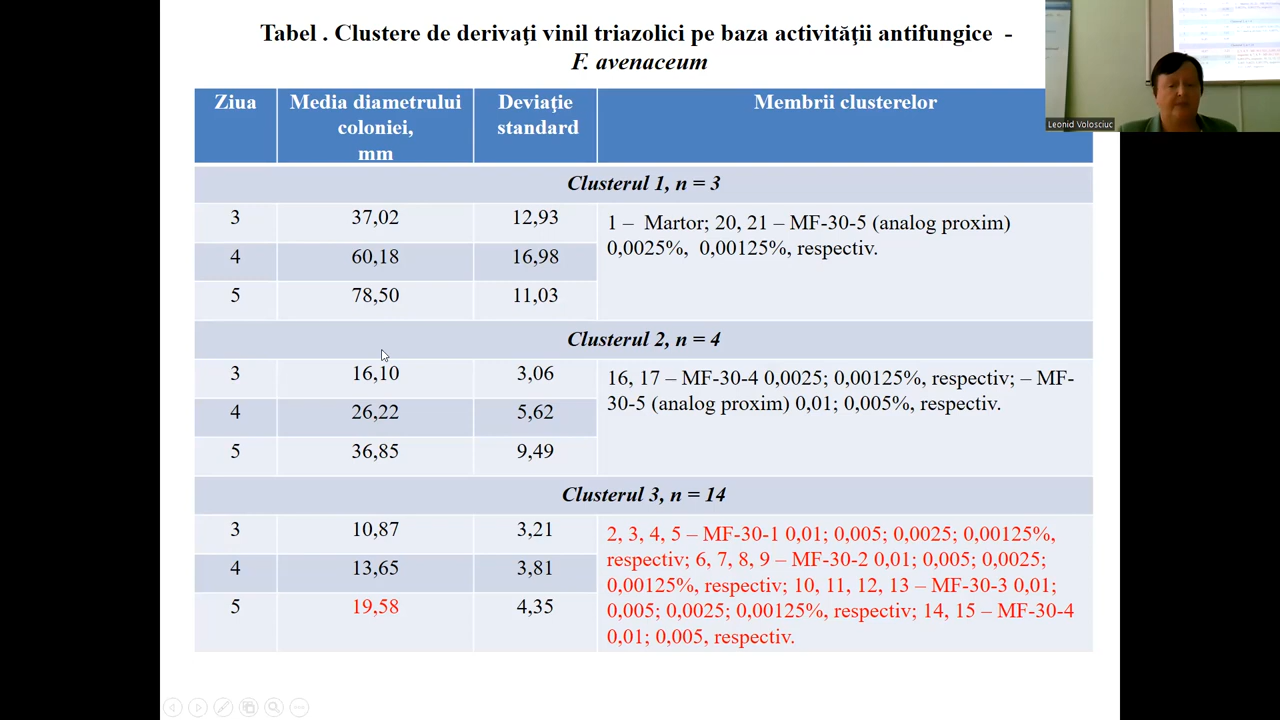 Tabel . Clustere de derivaţi vinil triazolici pe baza activităţii antifungice -
F. avenaceum
Ziua
Media diametrului
coloniei,
mm
Deviaţie
standard
Membrii clusterelor
Clusterul 1, n = 3
3
37,02
12,93
4
60,18
16,98
5
78,50
11,03
1 – Martor; 20, 21 – MF-30-5 (analog proxim)
0,0025%, 0,00125%, respectiv.
Clusterul 2, n = 4
3
16,10
3,06
4
26,22
5,62
5
36,85
9,49
16, 17 – MF-30-4 0,0025; 0,00125%, respectiv; – MF-
30-5 (analog proxim) 0,01; 0,005%, respectiv.
Clusterul 3, n = 14
3
10,87
3,21
4
13,65
3,81
5
19,58
4,35
2, 3, 4, 5 – MF-30-1 0,01; 0,005; 0,0025; 0,00125%,
respectiv; 6, 7, 8, 9 – MF-30-2 0,01; 0,005; 0,0025;
0,00125%, respectiv; 10, 11, 12, 13 – MF-30-3 0,01;
0,005; 0,0025; 0,00125%, respectiv; 14, 15 – MF-30-4
0,01; 0,005, respectiv.
Leonid Volosciuc